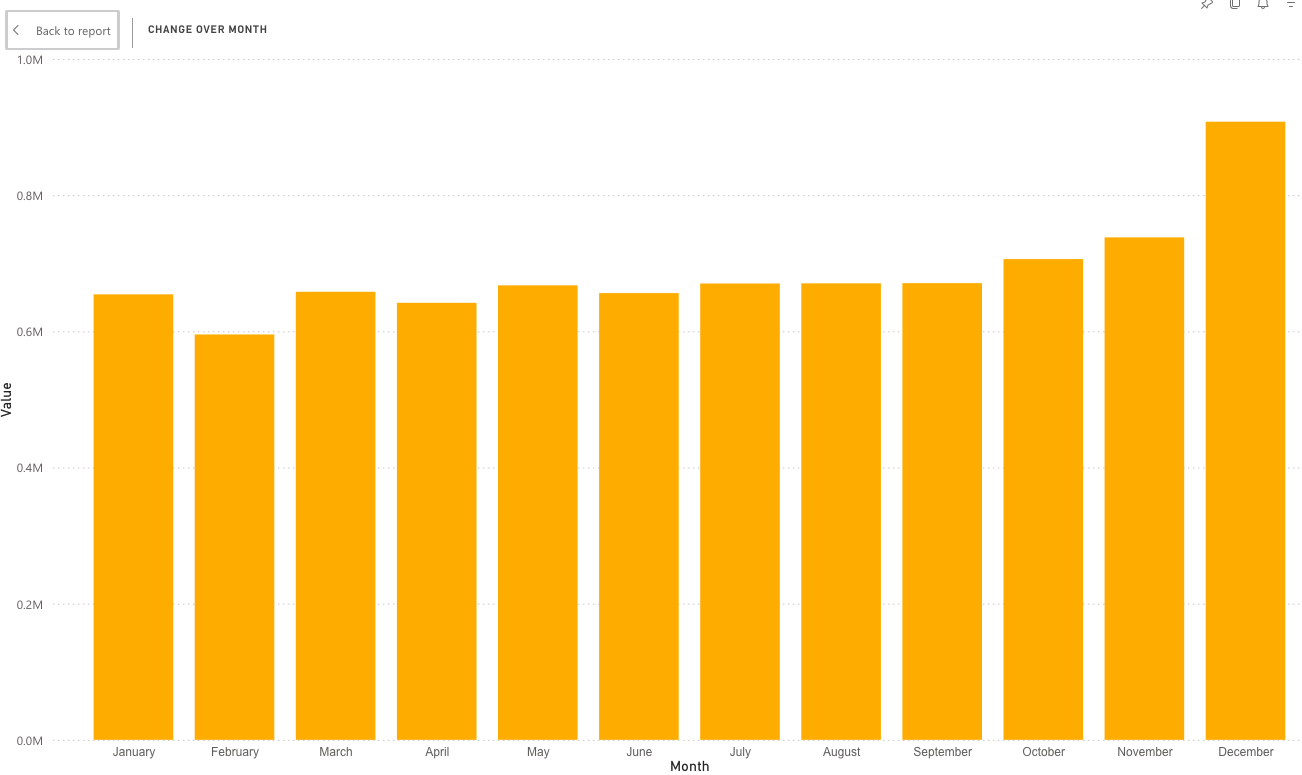 Back to report
CHANGE OVER MONTH
1.0M
0.8M
0.6M
0.4M
0.2M
0.0M
Value
January February March April May June July August September October November December
Month